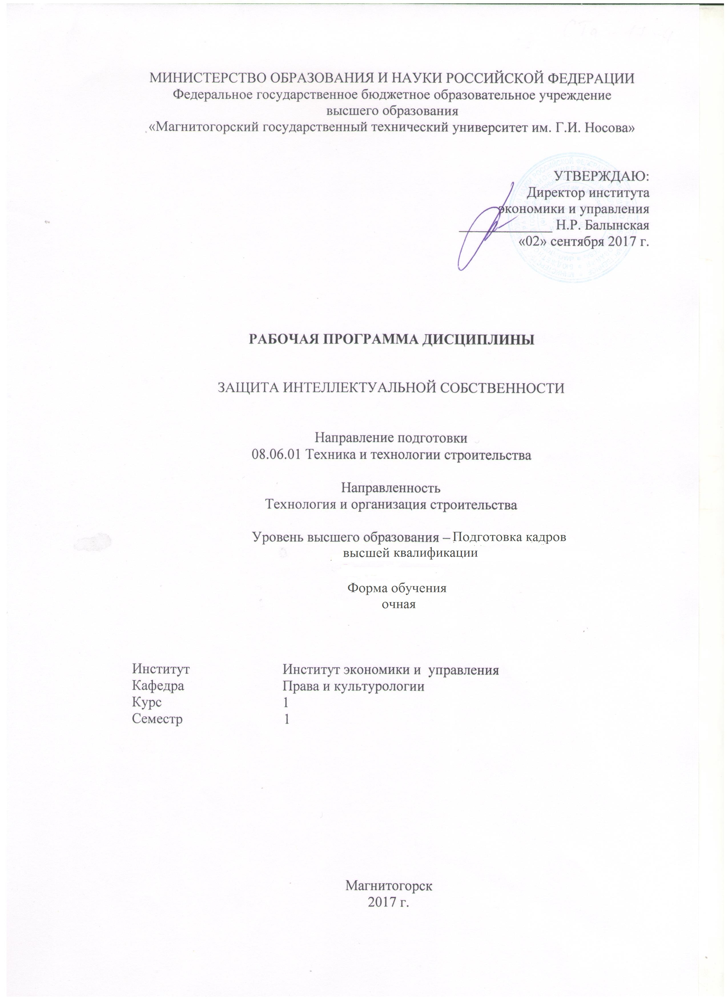 МИНИСТЕРСТВО ОБРАЗОВАНИЯ И НАУКИ РОССИЙСКОЙ ФЕДЕРАЦИИ
Федеральное государственное бюджетное образовательное учреждение
высшего образования
«Магнитогорский государственный технический университет им. Г.И. Носова»
УТВЕРЖДАЮ:
Директор института
экономики и управления
Н.Р. Балынская
«02» сентября 2017 г.
РАБОЧАЯ ПРОГРАММА ДИСЦИПЛИНЫ
ЗАЩИТА ИНТЕЛЛЕКТУАЛЬНОЙ СОБСТВЕННОСТИ
Направление подготовки
08.06.01 Техника и технологии строительства
Направленность
Технология и организация строительства
Уровень высшего образования – Подготовка кадров
высшей квалификации
Форма обучения
очная
Институт Институт экономики и управления
Кафедра Права и культурологии
Курс 1
Семестр 1
Магнитогорск
2017 г.